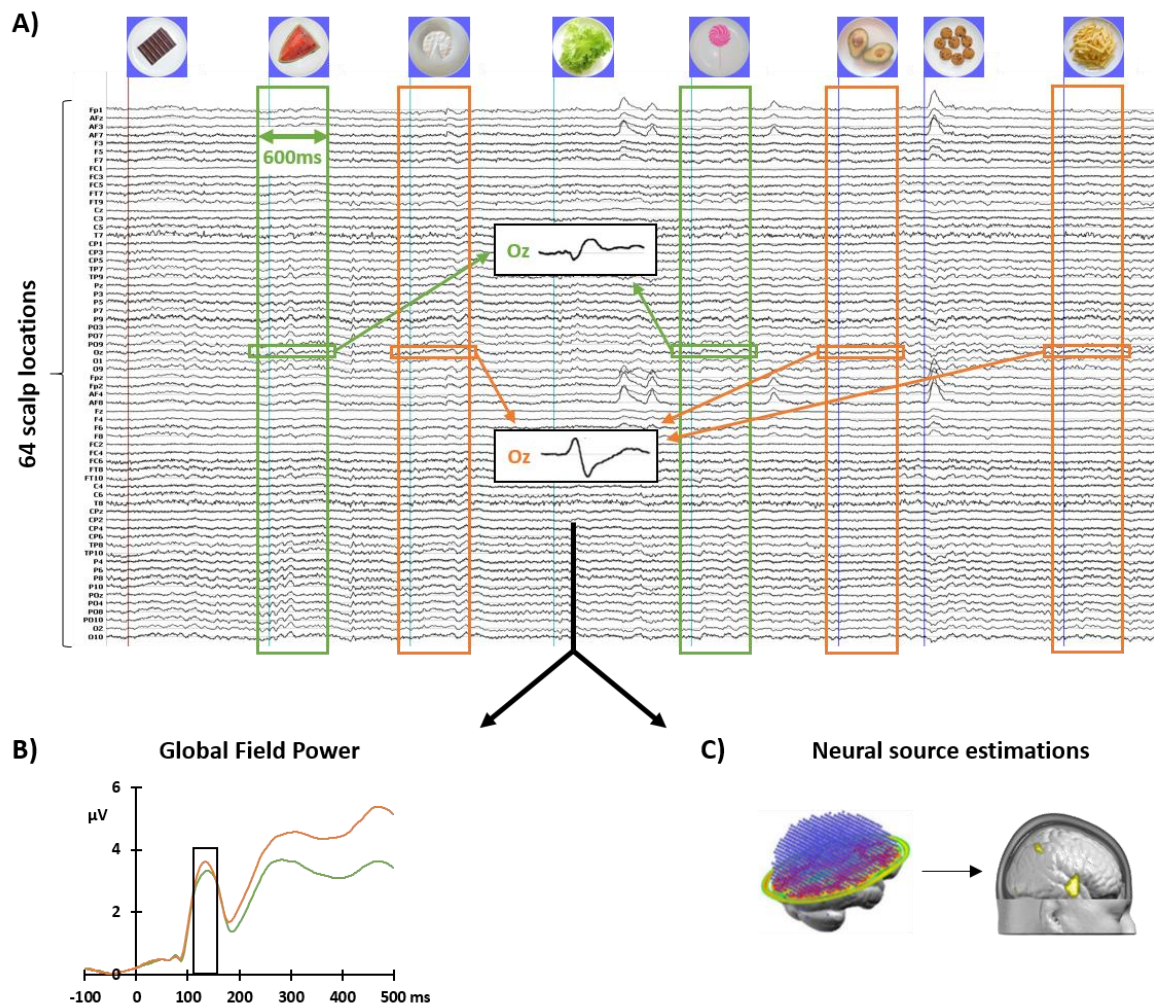 A)
600ms
64 scalp locations
Fp1
AFz
AF3
AF7
F3
F5
F7
FC1
FC3
FC5
FT7
FT9
Cz
C3
C5
T7
CP1
CP3
CP5
TP7
TP9
Pz
P3
P5
P7
P9
PO3
PO7
PO9
Oz
O1
O9
Fpz
Fp2
AF4
AF8
Fz
F4
F6
F8
FC2
FC4
FC6
FT8
FT10
C4
C6
T8
CPz
CP2
CP4
CP6
TP8
TP10
P4
P6
P8
P10
POz
PO4
PO8
PO10
O2
O10
Oz
Oz
B)
Global Field Power
µV
6
4
2
0
-100 0 100 200 300 400 500 ms
C)
Neural source estimations